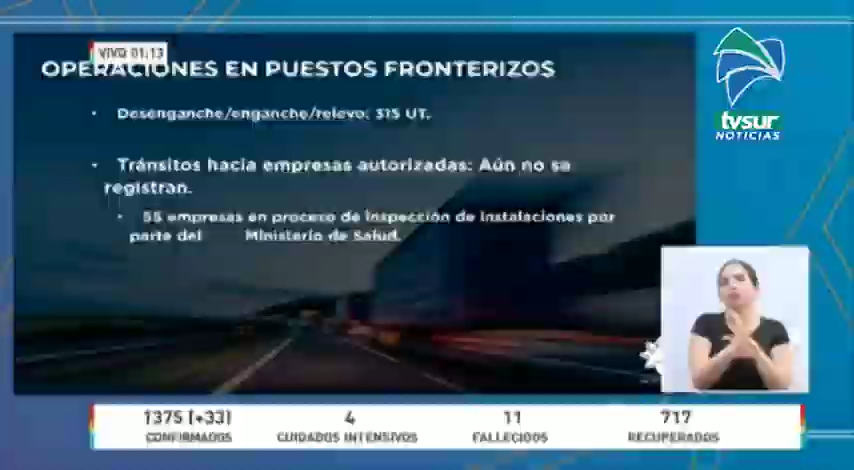 VIVO 01:13
OPERACIONES EN PUESTOS FRONTERIZOS
• Desenganche/enganche/relevo: 315 UT.
• Tránsitos hacia empresas autorizadas: Aún no se
registran.
• 55 empresas en proceso de inspección de instalaciones por
parte del Ministerio de Salud.
tvsur
NOTICIAS
1375 (+33) 4 11 717
CONFIRMADOS CUIDADOS INTENSIVOS FALLECIDOS RECUPERADOS